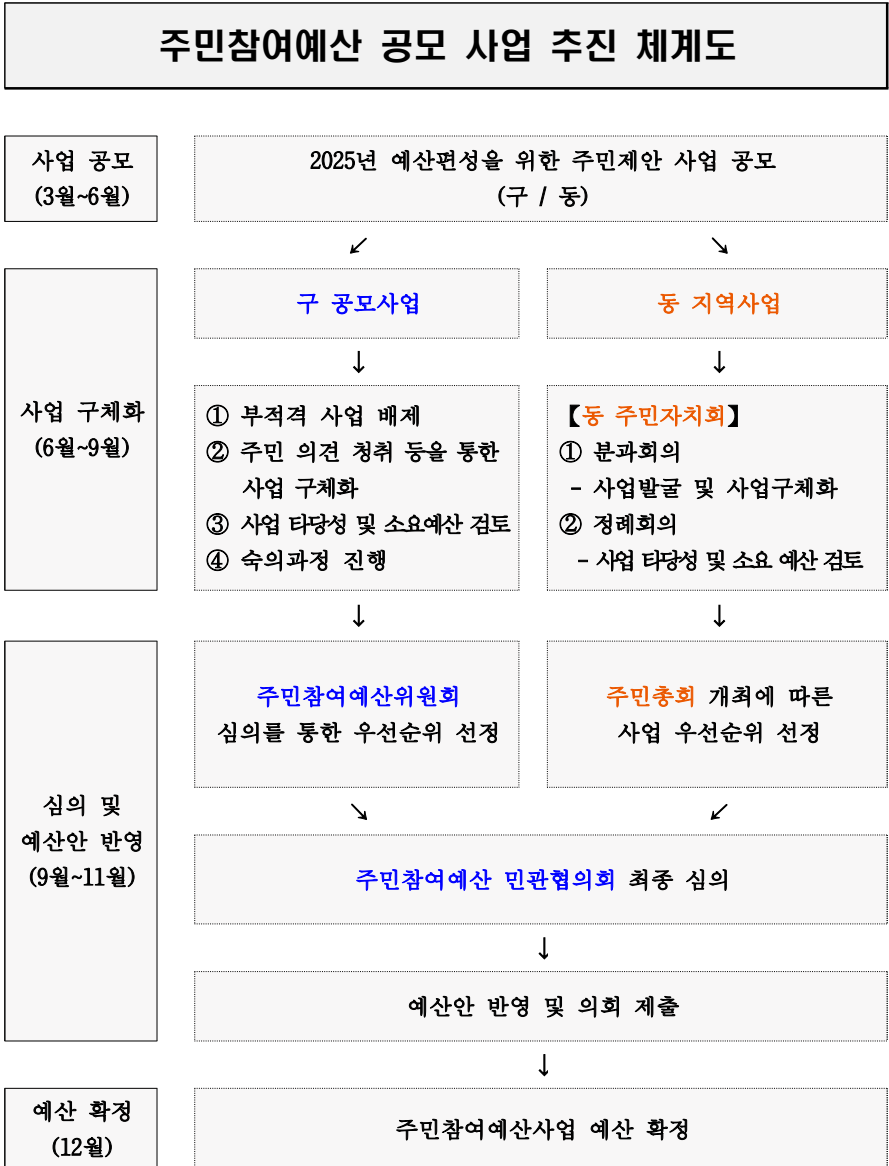 주민참여예산 공모 사업 추진 체계도
사업 공모
(3월~6월)
2025년 예산편성을 위한 주민제안 사업 공모
(구 / 동)
↙ ↘
사업 구체화
(6월~9월)
구 공모사업
동 지역사업
↓ ↓
① 부적격 사업 배제
② 주민 의견 청취 등을 통한
사업 구체화
③ 사업 타당성 및 소요예산 검토
④ 숙의과정 진행
【동 주민자치회】
① 분과회의
- 사업발굴 및 사업구체화
② 정례회의
- 사업 타당성 및 소요 예산 검토
↓ ↓
심의 및
예산안 반영
(9월~11월)
주민참여예산위원회
심의를 통한 우선순위 선정
주민총회 개최에 따른
사업 우선순위 선정
↘ ↙
주민참여예산 민관협의회 최종 심의
↓
예산안 반영 및 의회 제출
↓
예산 확정
(12월)
주민참여예산사업 예산 확정